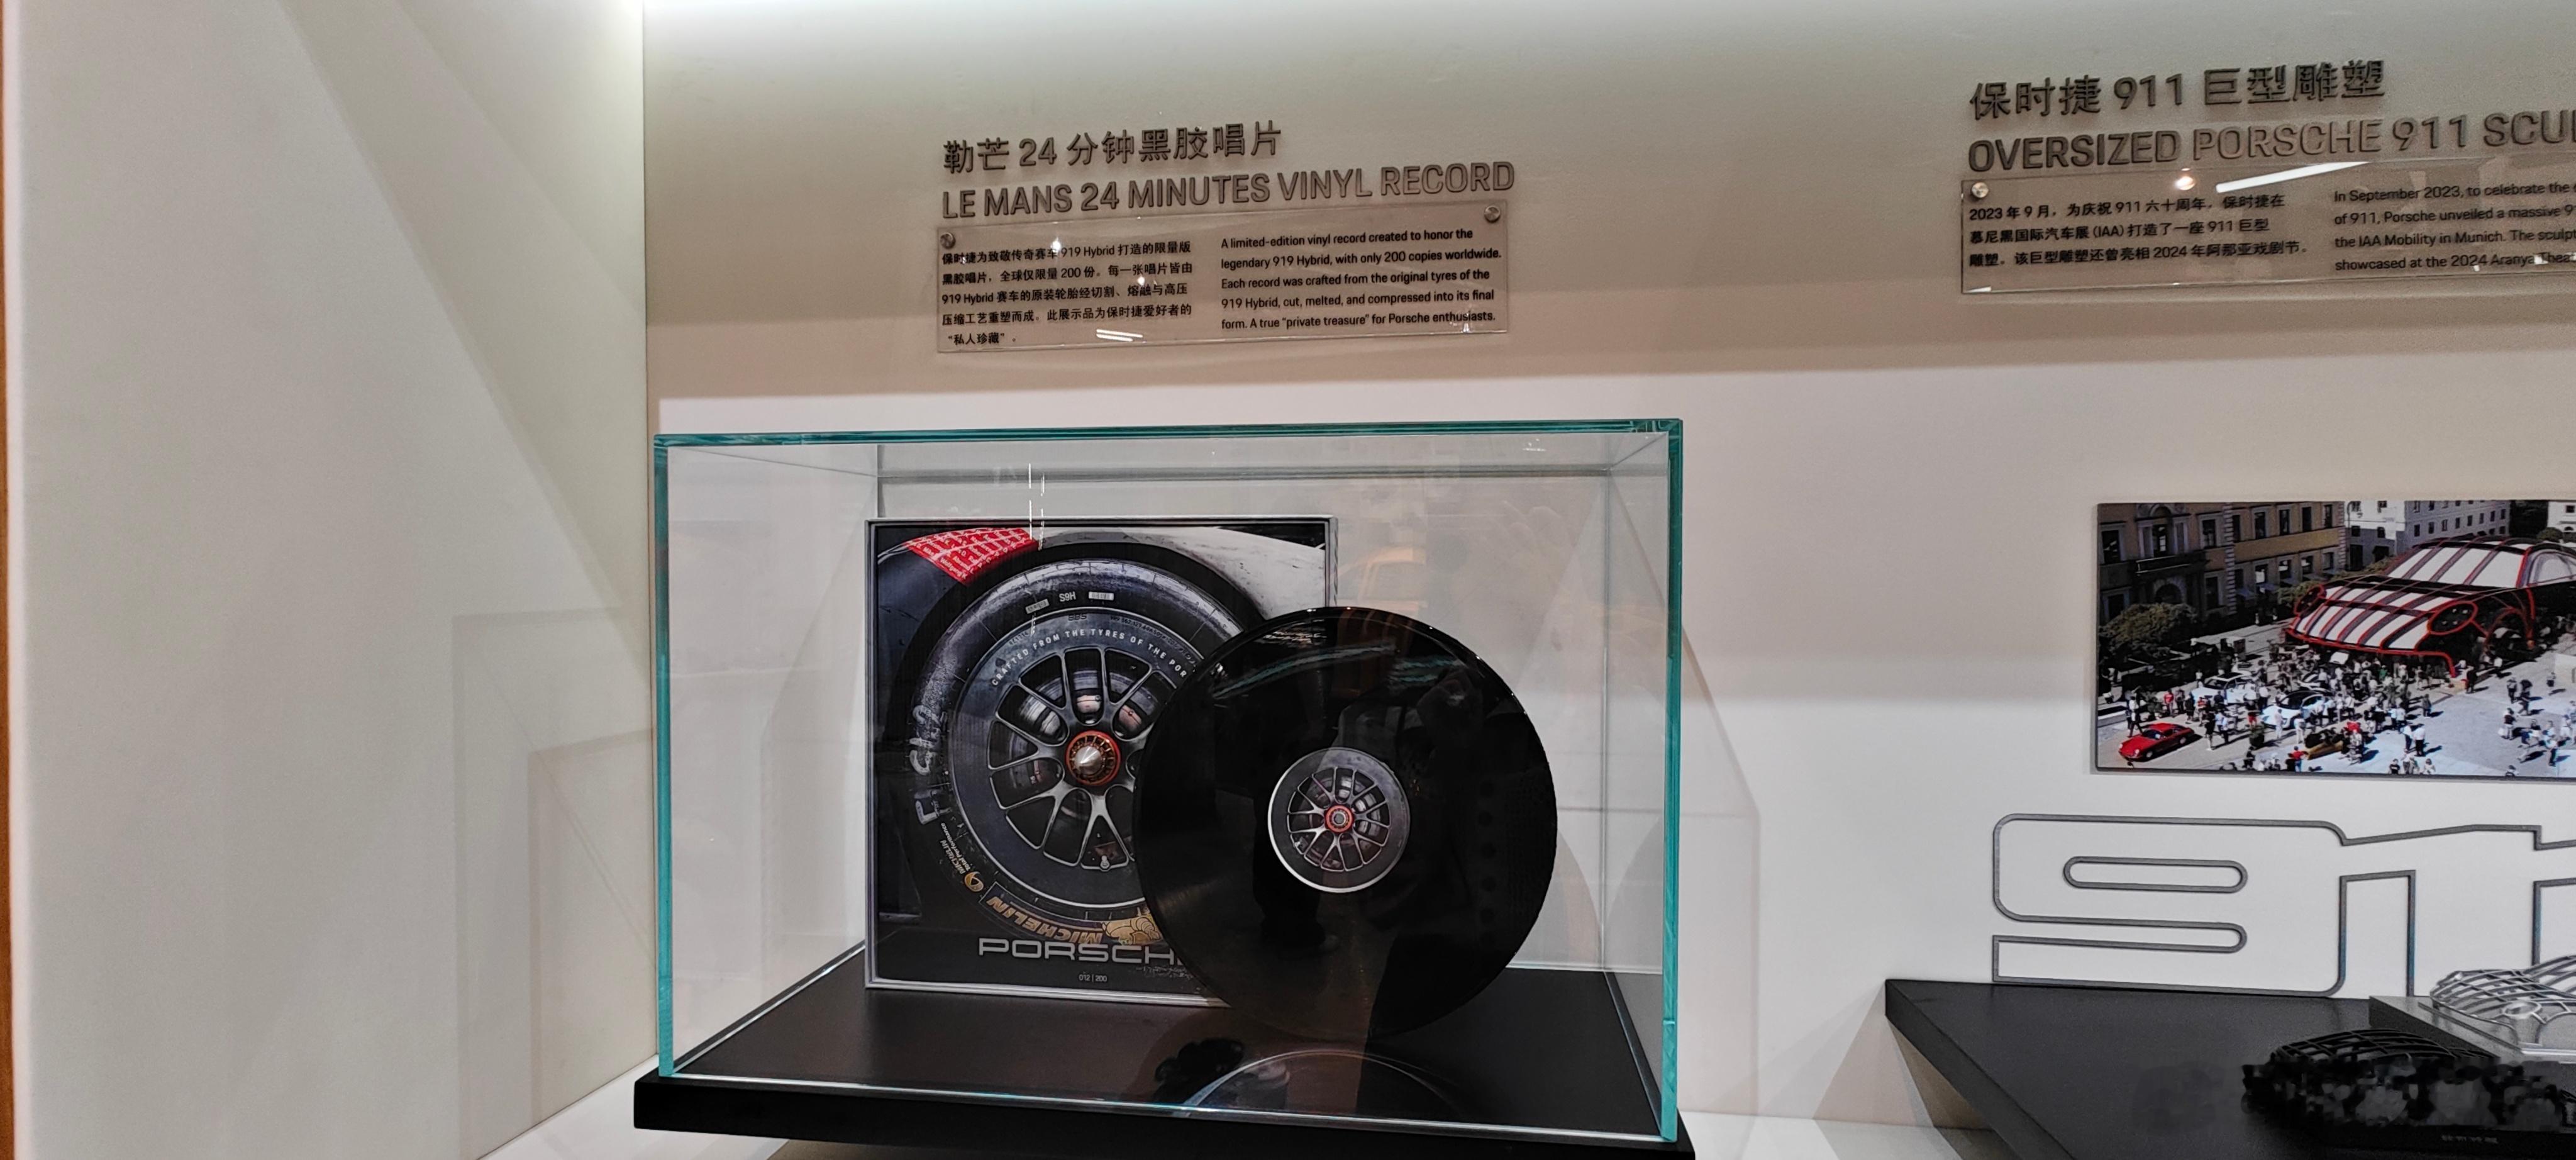 勒芒 24 分钟黑胶唱片
LE MANS 24 MINUTES VINYL RECORD
保时捷为致敬传奇赛车 919 Hybrid 打造的限量版
黑胶唱片，全球仅限量 200 份。每一张唱片皆由
919 Hybrid 赛车的原装轮胎经切割、熔融与高压
压缩工艺重塑而成。此展示品为保时捷爱好者的
“私人珍藏”。
A limited-edition vinyl record created to honor the
legendary 919 Hybrid, with only 200 copies worldwide.
Each record was crafted from the original tyres of the
919 Hybrid, cut, melted, and compressed into its final
form. A true “private treasure” for Porsche enthusiasts.
保时捷 911 巨型雕塑
OVERSIZED PORSCHE 911 SCUL
2023 年 9 月，为庆祝 911 六十周年，保时捷在
慕尼黑国际汽车展 (IAA) 打造了一座 911 巨型
雕塑。该巨型雕塑还曾亮相 2024 年阿那亚戏剧节。
In September 2023, to celebrate the
of 911, Porsche unveiled a massive 9
the IAA Mobility in Munich. The sculpt
showcased at the 2024 Aranya Thea
S9H
CRAFTED FROM THE TYRES OF THE POR
MICHELIN
PORSCH
012 | 200
911